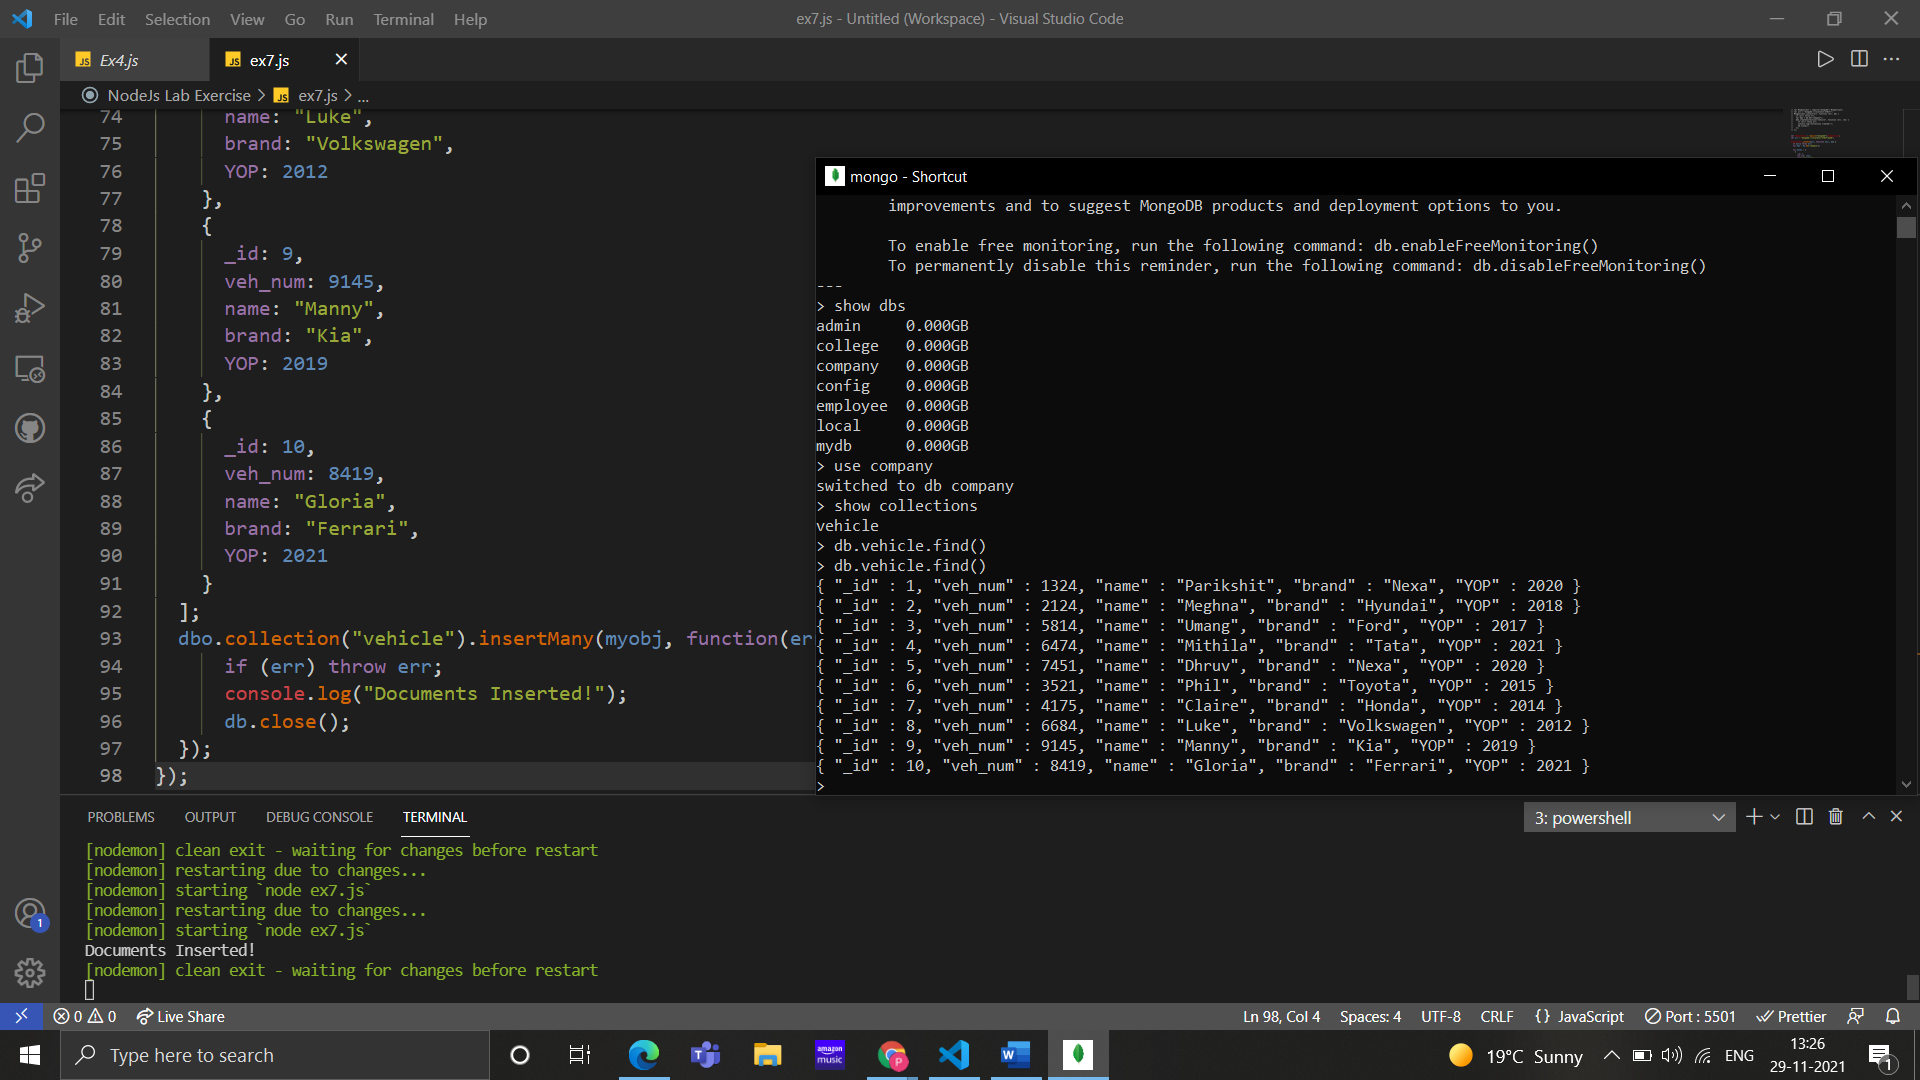 File Edit Selection View Go Run Terminal Help
ex7.js - Untitled (Workspace) - Visual Studio Code
JS Ex4.js
JS ex7.js
NodeJs Lab Exercise > JS ex7.js > ...
74 name: "Luke",
75 brand: "Volkswagen",
76 YOP: 2012
77 },
78 {
79 _id: 9,
80 veh_num: 9145,
81 name: "Manny",
82 brand: "Kia",
83 YOP: 2019
84 },
85 {
86 _id: 10,
87 veh_num: 8419,
88 name: "Gloria",
89 brand: "Ferrari",
90 YOP: 2021
91 }
92 ];
93 dbo.collection("vehicle").insertMany(myobj, function(er
94 if (err) throw err;
95 console.log("Documents Inserted!");
96 db.close();
97 });
98 });
mongo - Shortcut
improvements and to suggest MongoDB products and deployment options to you.
To enable free monitoring, run the following command: db.enableFreeMonitoring()
To permanently disable this reminder, run the following command: db.disableFreeMonitoring()
---
> show dbs
admin 0.000GB
college 0.000GB
company 0.000GB
config 0.000GB
employee 0.000GB
local 0.000GB
mydb 0.000GB
> use company
switched to db company
> show collections
vehicle
> db.vehicle.find()
> db.vehicle.find()
{ "_id" : 1, "veh_num" : 1324, "name" : "Parikshit", "brand" : "Nexa", "YOP" : 2020 }
{ "_id" : 2, "veh_num" : 2124, "name" : "Meghna", "brand" : "Hyundai", "YOP" : 2018 }
{ "_id" : 3, "veh_num" : 5814, "name" : "Umang", "brand" : "Ford", "YOP" : 2017 }
{ "_id" : 4, "veh_num" : 6474, "name" : "Mithila", "brand" : "Tata", "YOP" : 2021 }
{ "_id" : 5, "veh_num" : 7451, "name" : "Dhruv", "brand" : "Nexa", "YOP" : 2020 }
{ "_id" : 6, "veh_num" : 3521, "name" : "Phil", "brand" : "Toyota", "YOP" : 2015 }
{ "_id" : 7, "veh_num" : 4175, "name" : "Claire", "brand" : "Honda", "YOP" : 2014 }
{ "_id" : 8, "veh_num" : 6684, "name" : "Luke", "brand" : "Volkswagen", "YOP" : 2012 }
{ "_id" : 9, "veh_num" : 9145, "name" : "Manny", "brand" : "Kia", "YOP" : 2019 }
{ "_id" : 10, "veh_num" : 8419, "name" : "Gloria", "brand" : "Ferrari", "YOP" : 2021 }
>
PROBLEMS OUTPUT DEBUG CONSOLE TERMINAL
3: powershell
[nodemon] clean exit - waiting for changes before restart
[nodemon] restarting due to changes...
[nodemon] starting `node ex7.js`
[nodemon] restarting due to changes...
[nodemon] starting `node ex7.js`
Documents Inserted!
[nodemon] clean exit - waiting for changes before restart
1
0 0 Live Share
Ln 98, Col 4 Spaces: 4 UTF-8 CRLF {} JavaScript Port : 5501 Prettier
Type here to search
amazon music
P
W
19°C Sunny
ENG
13:26
29-11-2021
1